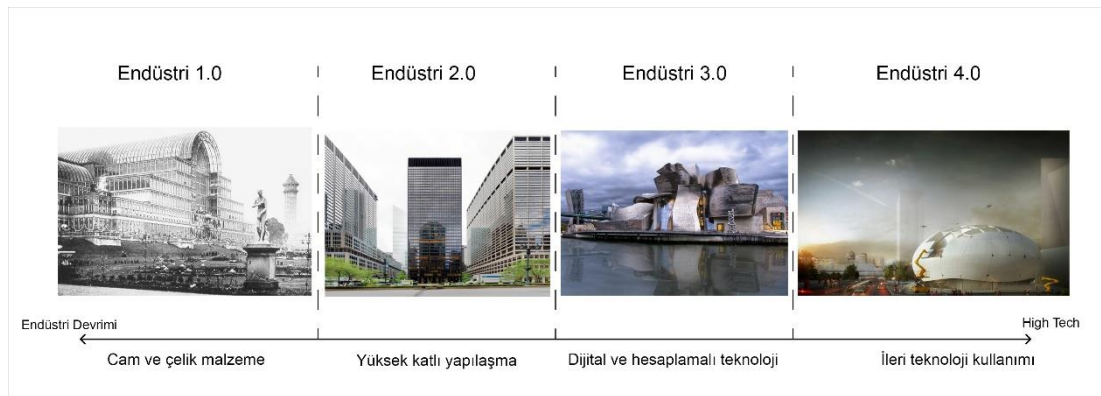 Endüstri 1.0
Endüstri 2.0
Endüstri 3.0
Endüstri 4.0
Endüstri Devrimi
High Tech
Cam ve çelik malzeme
Yüksek katlı yapılaşma
Dijital ve hesaplamalı teknoloji
İleri teknoloji kullanımı